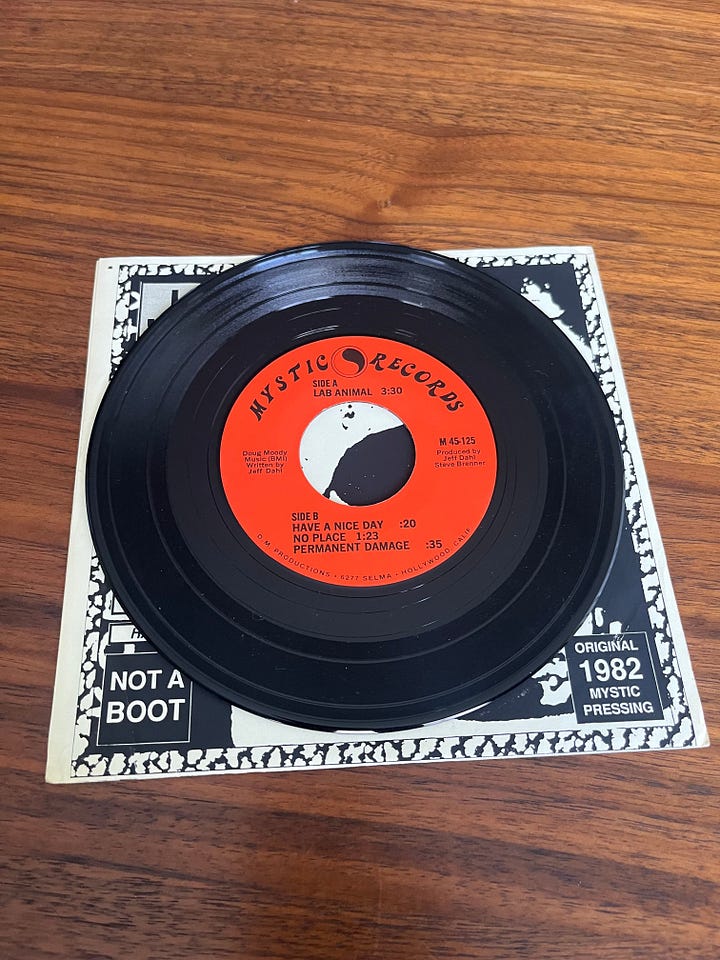 MYSTIC RECORDS
SIDE A
LAB ANIMAL 3:30
M 45-125
Doug Moody
Music (BMI)
Written by
Jeff Dahl
Produced by
Jeff Dahl
Steve Brenner
SIDE B
HAVE A NICE DAY :20
NO PLACE 1:23
PERMANENT DAMAGE :35
D.M. PRODUCTIONS • 6277 SELMA • HOLLYWOOD, CALIF.
NOT A
BOOT
ORIGINAL
1982
MYSTIC
PRESSING